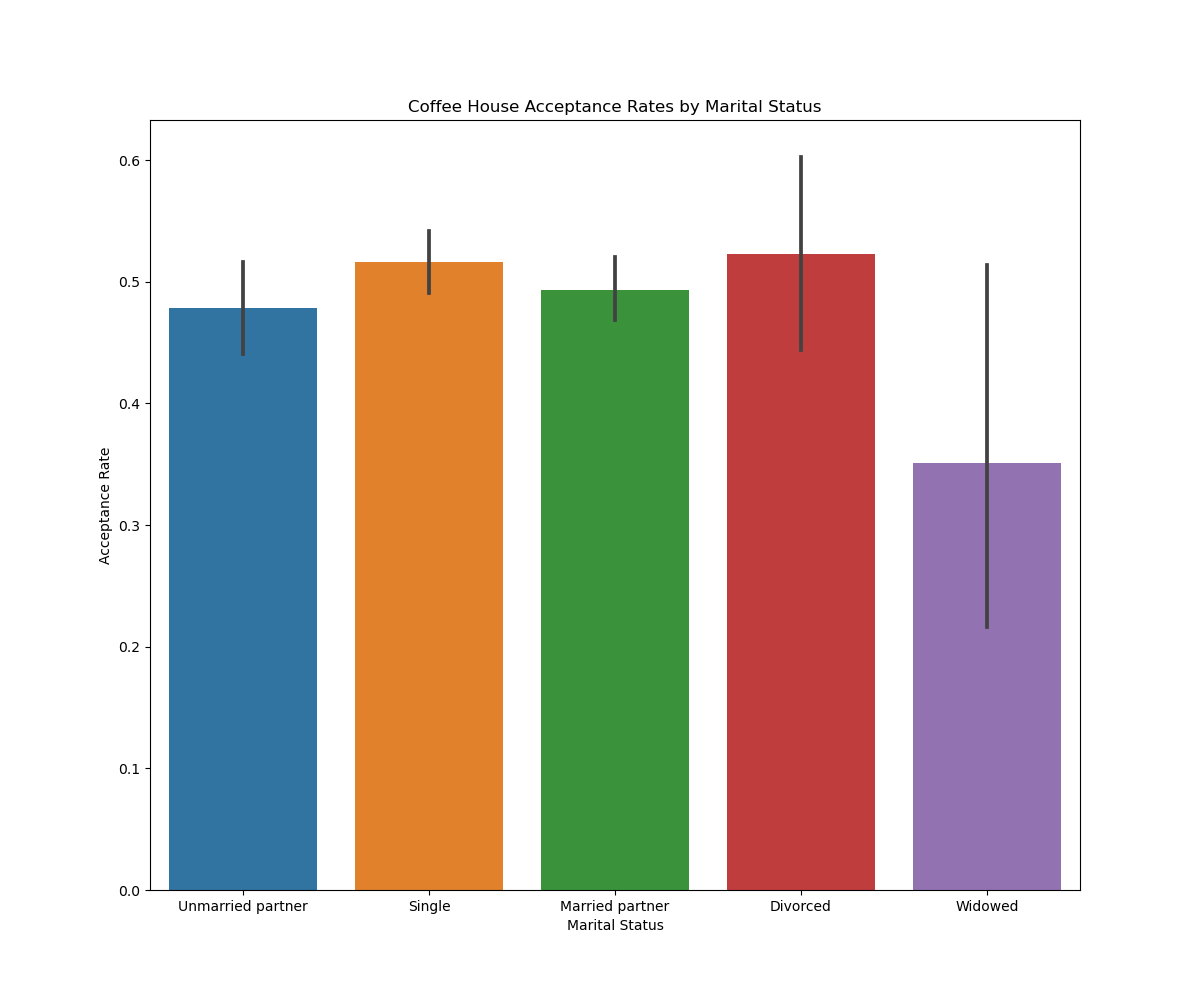 Coffee House Acceptance Rates by Marital Status
Acceptance Rate
0.6
0.5
0.4
0.3
0.2
0.1
0.0
Unmarried partner Single Married partner Divorced Widowed
Marital Status